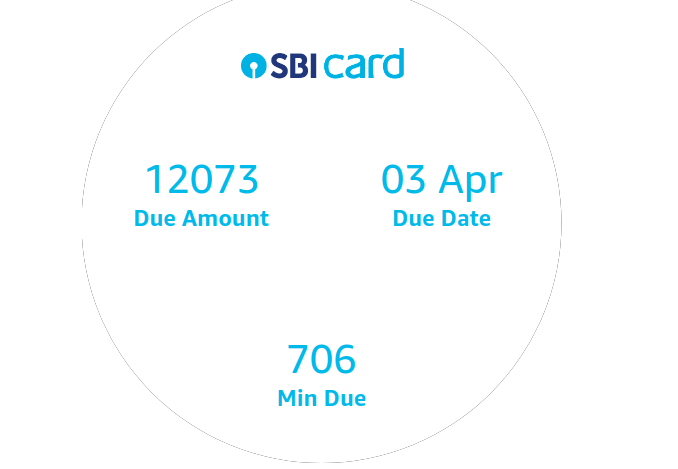 SBI card
12073
Due Amount
03 Apr
Due Date
706
Min Due